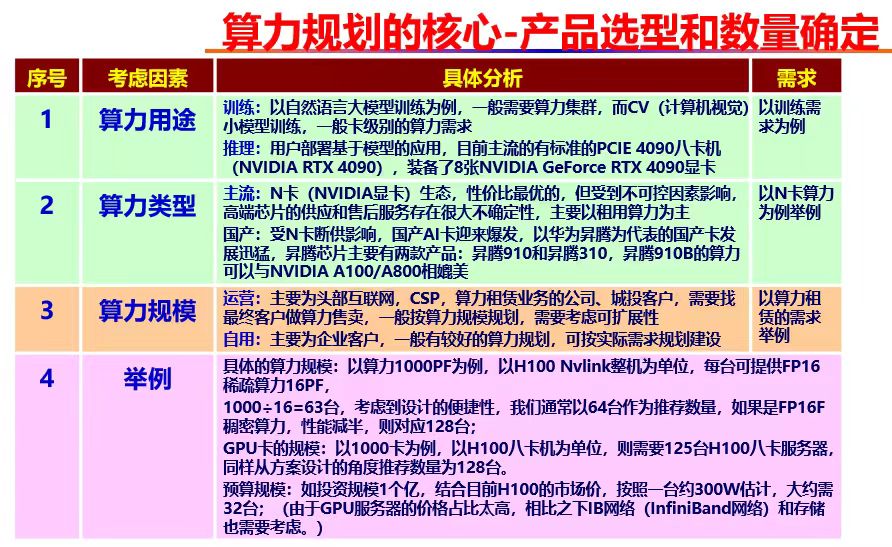 算力规划的核心-产品选型和数量确定
序号
考虑因素
具体分析
需求
1
算力用途
训练：以自然语言大模型训练为例，一般需要算力集群，而CV（计算机视觉)
小模型训练，一般卡级别的算力需求
推理：用户部署基于模型的应用，目前主流的有标准的PCIE 4090八卡机
（NVIDIA RTX 4090），装备了8张NVIDIA GeForce RTX 4090显卡
以训练需
求为例
2
算力类型
主流：N卡（NVIDIA显卡）生态，性价比最优的，但受到不可控因素影响，
高端芯片的供应和售后服务存在很大不确定性，主要以租用算力为主
国产：受N卡断供影响，国产AI卡迎来爆发，以华为昇腾为代表的国产卡发
展迅猛，昇腾芯片主要有两款产品：昇腾910和昇腾310，昇腾910B的算力
可以与NVIDIA A100/A800相媲美
以N卡算力
为例举例
3
算力规模
运营：主要为头部互联网，CSP，算力租赁业务的公司、城投客户，需要找
最终客户做算力售卖，一般按算力规模规划，需要考虑可扩展性
自用：主要为企业客户，一般有较好的算力规划，可按实际需求规划建设
以算力租
赁的需求
举例
4
举例
具体的算力规模：以算力1000PF为例，以H100 Nvlink整机为单位，每台可提供FP16
稀疏算力16PF，
1000÷16=63台，考虑到设计的便捷性，我们通常以64台作为推荐数量，如果是FP16F
稠密算力，性能减半，则对应128台；
GPU卡的规模：以1000卡为例，以H100八卡机为单位，则需要125台H100八卡服务器，
同样从方案设计的角度推荐数量为128台。
预算规模：如投资规模1个亿，结合目前H100的市场价，按照一台约300W估计，大约需
32台；（由于GPU服务器的价格占比太高，相比之下IB网络（InfiniBand网络）和存储
也需要考虑。）